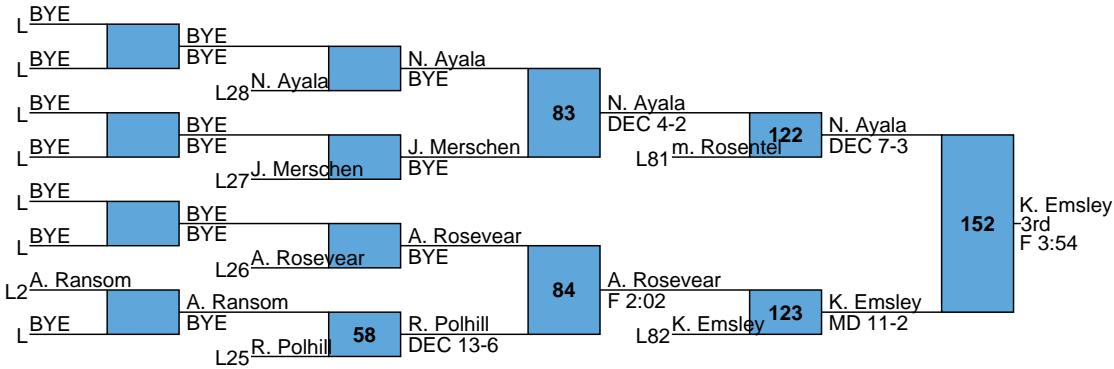 L BYE
L BYE
BYE
BYE
L28 N. Ayala
N. Ayala
BYE
L BYE
L BYE
BYE
BYE
L27 J. Merschen
J. Merschen
BYE
83
N. Ayala
DEC 4-2
L81 m. Rosentel
122
N. Ayala
DEC 7-3
L BYE
L BYE
BYE
BYE
L26 A. Rosevear
A. Rosevear
BYE
L2 A. Ransom
L BYE
A. Ransom
BYE
L25 R. Polhill
58
R. Polhill
DEC 13-6
84
A. Rosevear
F 2:02
L82 K. Emsley
123
K. Emsley
MD 11-2
152
K. Emsley
3rd
F 3:54